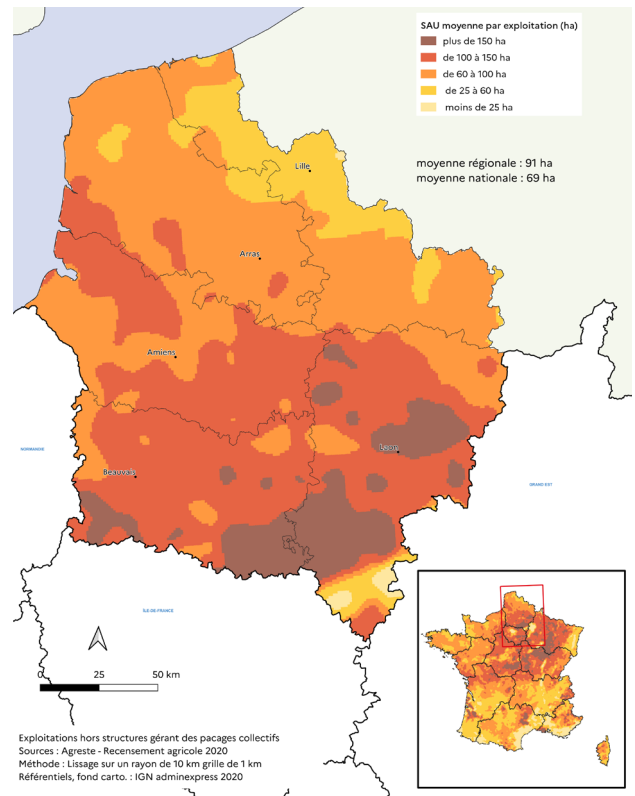 SAU moyenne par exploitation (ha)
plus de 150 ha
de 100 à 150 ha
de 60 à 100 ha
de 25 à 60 ha
moins de 25 ha
moyenne régionale : 91 ha
moyenne nationale : 69 ha
Lille
Arras
Amiens
Laon
Beauvais
NORMANDIE
GRAND EST
ÎLE-DE-FRANCE
0 25 50 km
Exploitations hors structures gérant des pacages collectifs
Sources : Agreste - Recensement agricole 2020
Méthode : Lissage sur un rayon de 10 km grille de 1 km
Référentiels, fond carto. : IGN adminexpress 2020